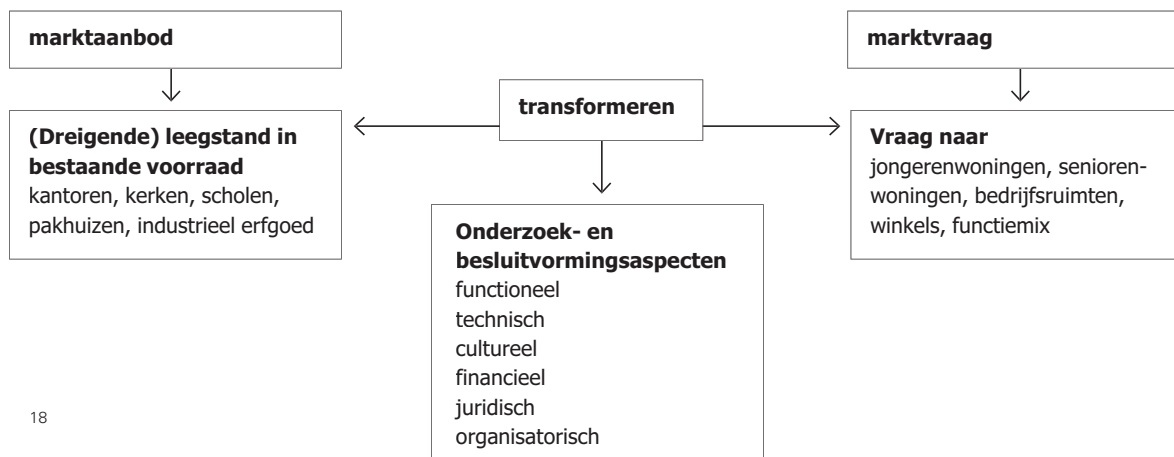 marktaanbod
(Dreigende) leegstand in
bestaande voorraad
kantoren, kerken, scholen,
pakhuizen, industrieel erfgoed
transformeren
Onderzoek- en
besluitvormingsaspecten
functioneel
technisch
cultureel
financieel
juridisch
organisatorisch
marktvraag
Vraag naar
jongerenwoningen, senioren-
woningen, bedrijfsruimten,
winkels, functiemix
18